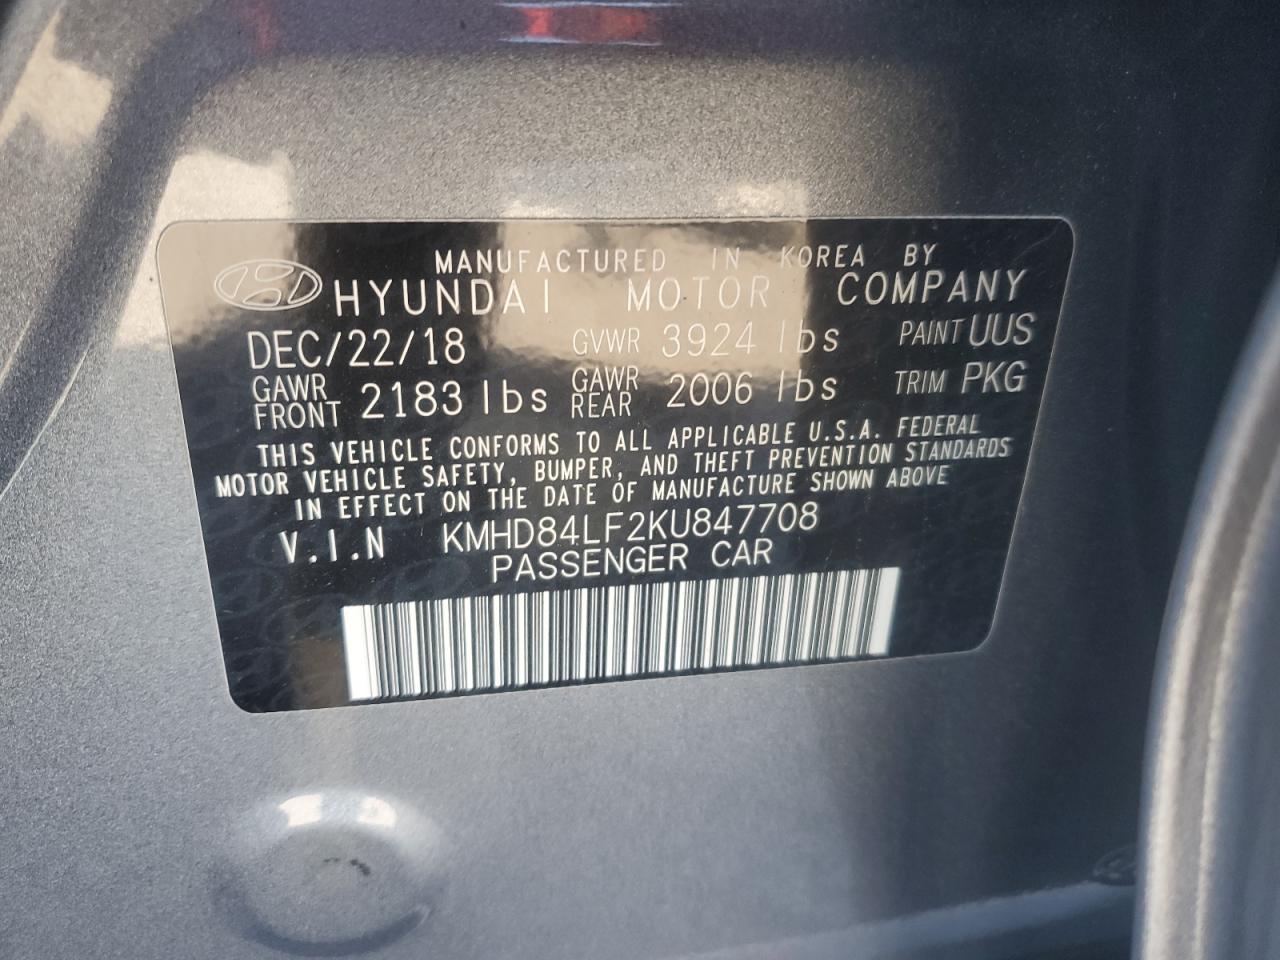 MANUFACTURED IN KOREA BY
HYUNDAI MOTOR COMPANY
DEC/22/18 GVWR 3924 lbs PAINT UUS
GAWR FRONT 2183 lbs GAWR REAR 2006 lbs TRIM PKG
THIS VEHICLE CONFORMS TO ALL APPLICABLE U.S.A. FEDERAL
MOTOR VEHICLE SAFETY, BUMPER, AND THEFT PREVENTION STANDARDS
IN EFFECT ON THE DATE OF MANUFACTURE SHOWN ABOVE
V.I.N KMHD84LF2KU847708
PASSENGER CAR